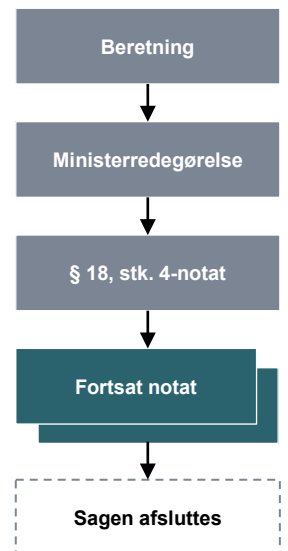 Beretning
Ministerredegørelse
§ 18, stk. 4-notat
Fortsat notat
Sagen afsluttes